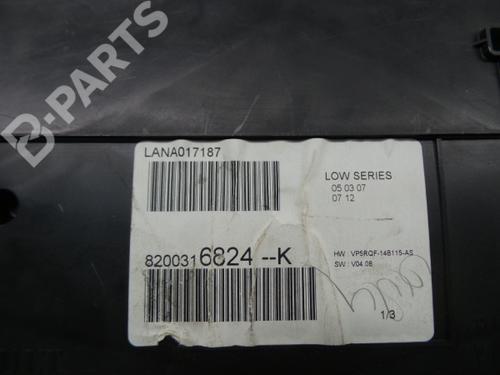 B-PARTS
LANA017187
LOW SERIES
05 03 07
07 12
8200316824--K
HW : VP5RQF-14B115-AS
SW : V04.08
1/3